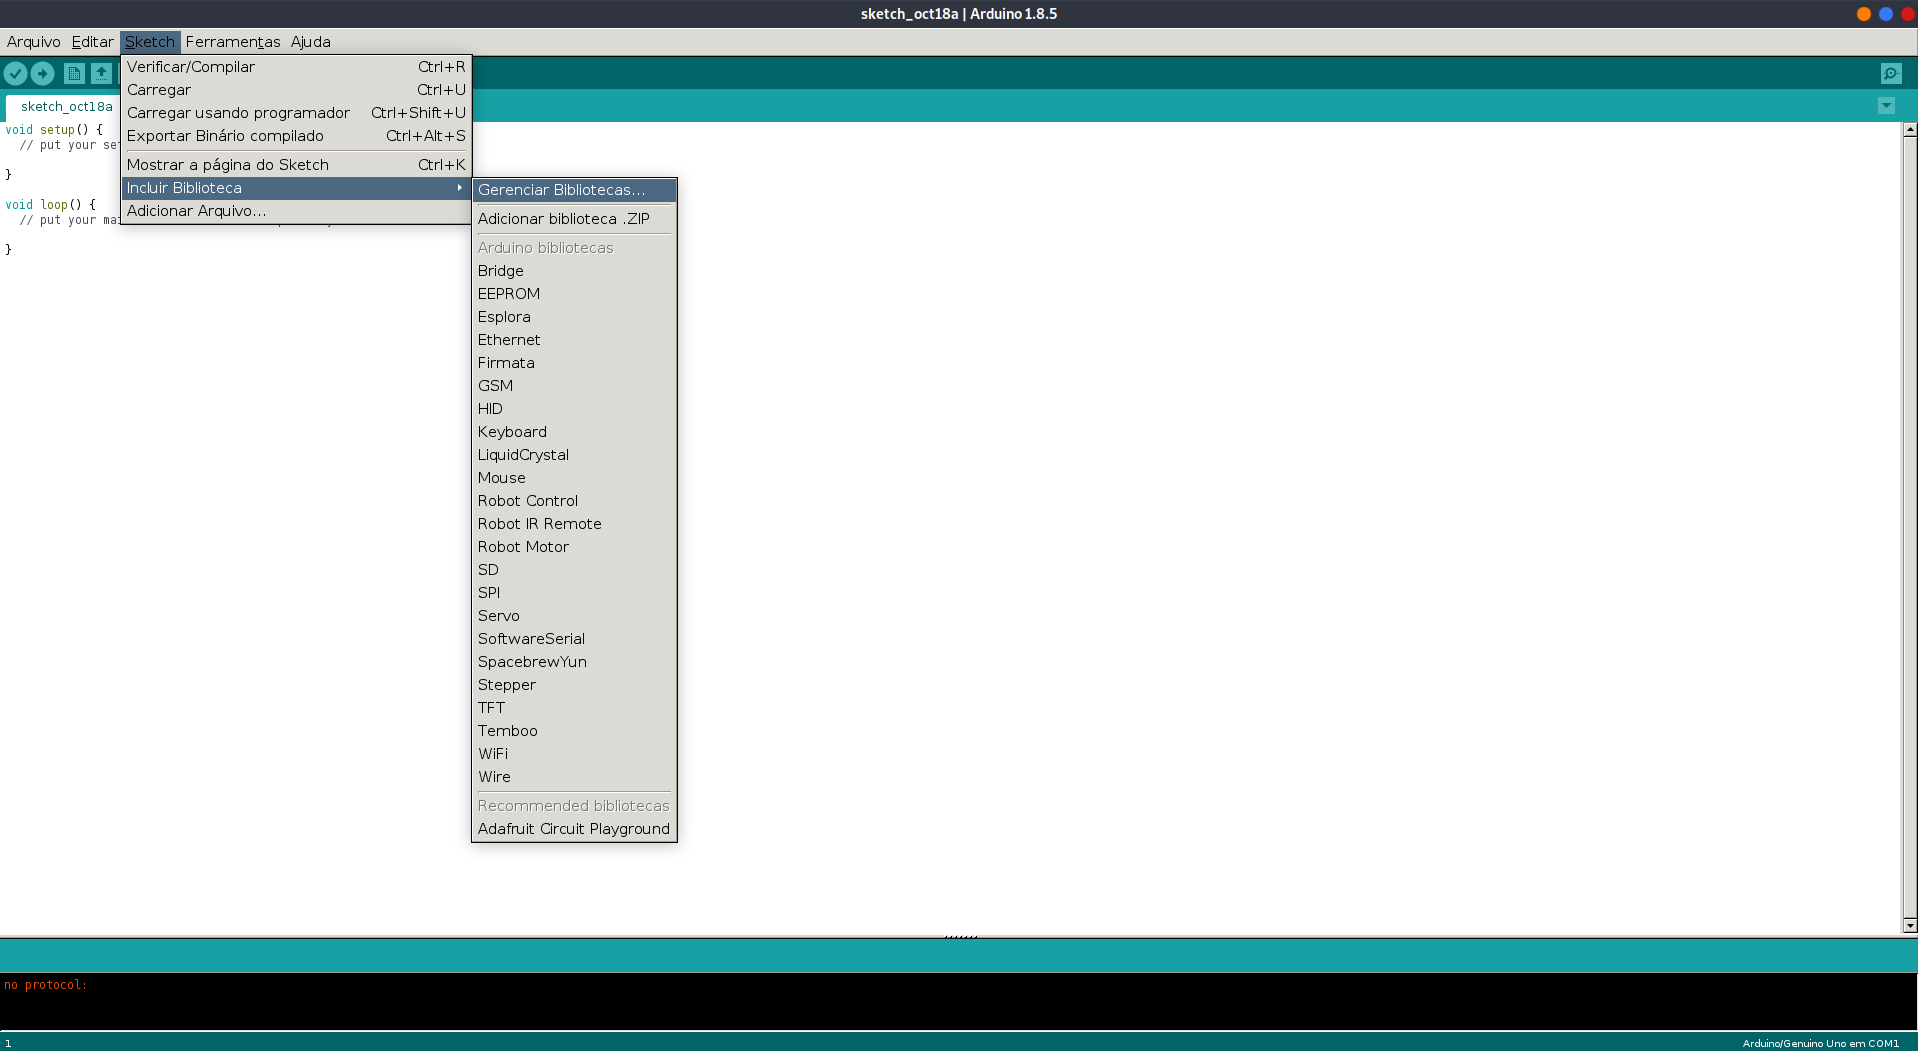 sketch_oct18a | Arduino 1.8.5
Arquivo Editar Sketch Ferramentas Ajuda
Verificar/Compilar Ctrl+R
Carregar Ctrl+U
Carregar usando programador Ctrl+Shift+U
Exportar Binário compilado Ctrl+Alt+S
Mostrar a página do Sketch Ctrl+K
Incluir Biblioteca
Adicionar Arquivo...
Gerenciar Bibliotecas...
Adicionar biblioteca .ZIP
Arduino bibliotecas
Bridge
EEPROM
Esplora
Ethernet
Firmata
GSM
HID
Keyboard
LiquidCrystal
Mouse
Robot Control
Robot IR Remote
Robot Motor
SD
SPI
Servo
SoftwareSerial
SpacebrewYun
Stepper
TFT
Temboo
WiFi
Wire
Recommended bibliotecas
Adafruit Circuit Playground
sketch_oct18a
void setup() {
// put your
}
void loop() {
// put your
}
no protocol:
1
Arduino/Genuino Uno em COM1